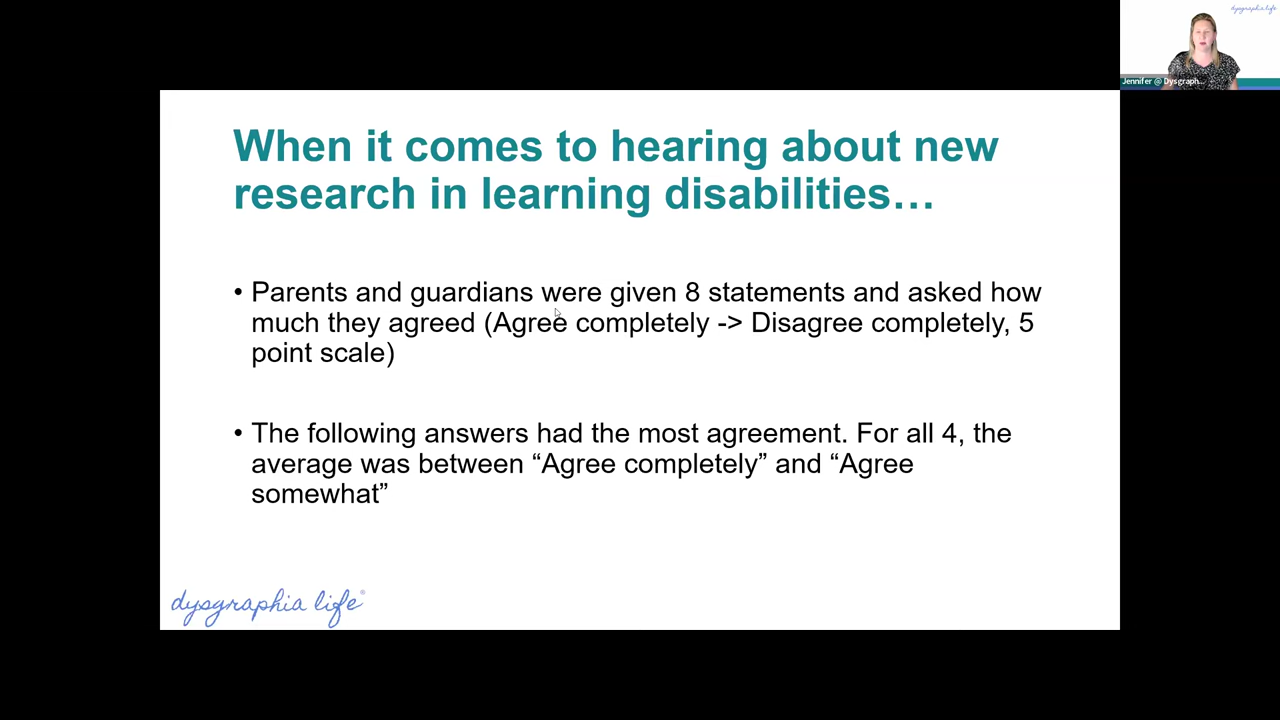 dysgraphia life
Jennifer @ Dysgraph...
When it comes to hearing about new
research in learning disabilities…
• Parents and guardians were given 8 statements and asked how
much they agreed (Agree completely -> Disagree completely, 5
point scale)
• The following answers had the most agreement. For all 4, the
average was between “Agree completely” and “Agree
somewhat”
dysgraphia life®